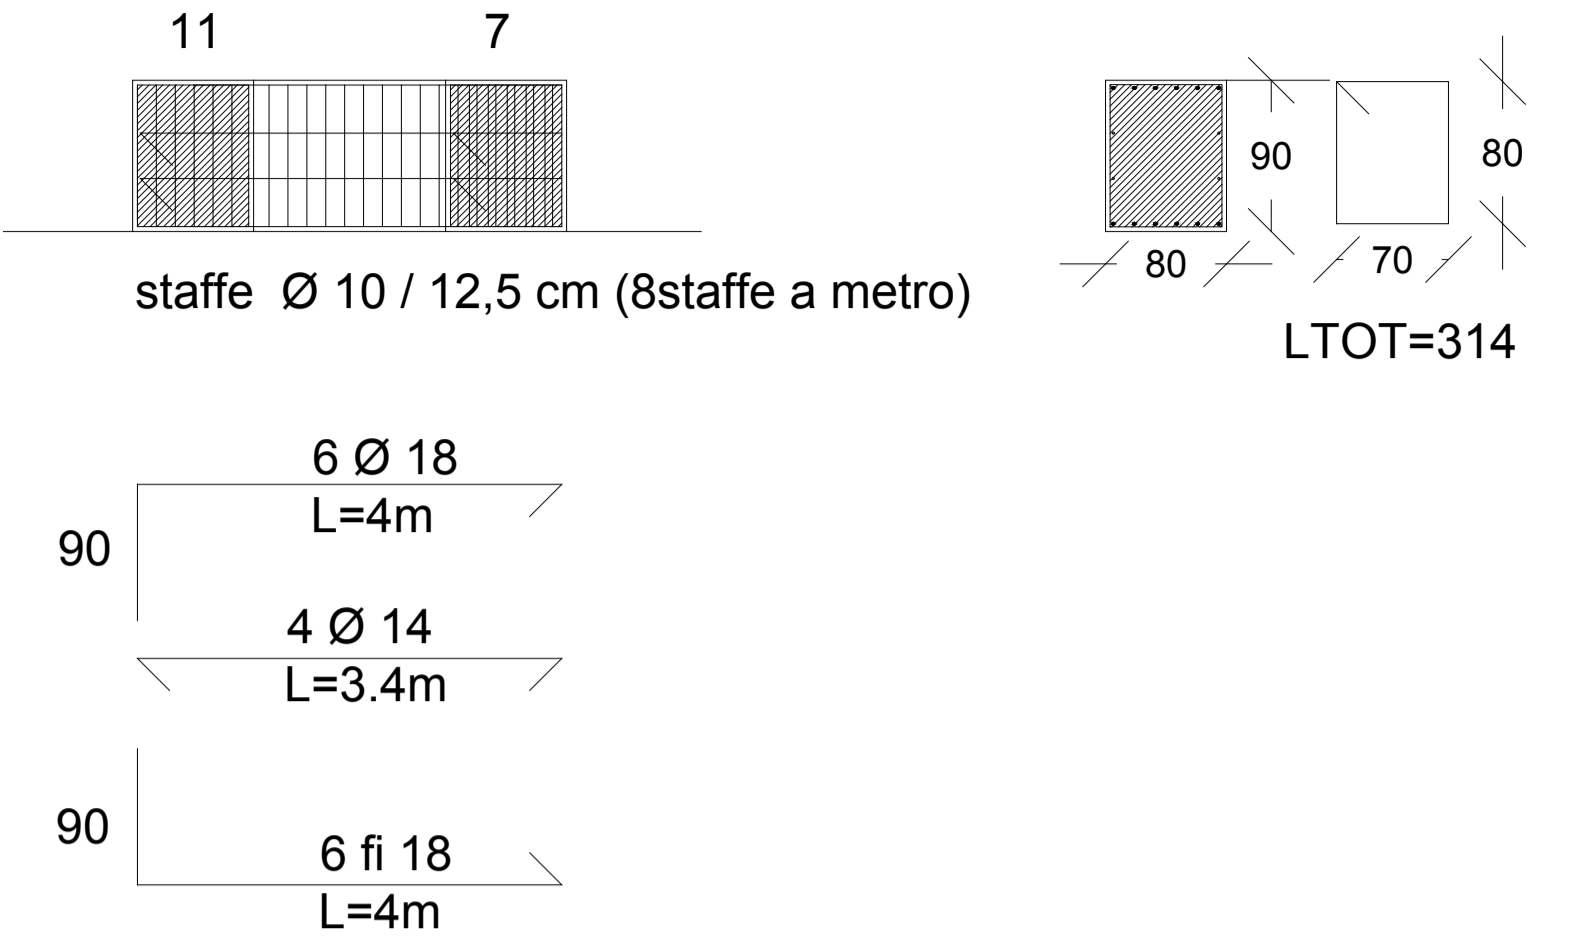 11
7
90
80
80
70
staffe Ø 10 / 12,5 cm (8staffe a metro)
LTOT=314
6 Ø 18
L=4m
90
4 Ø 14
L=3.4m
90
6 fi 18
L=4m